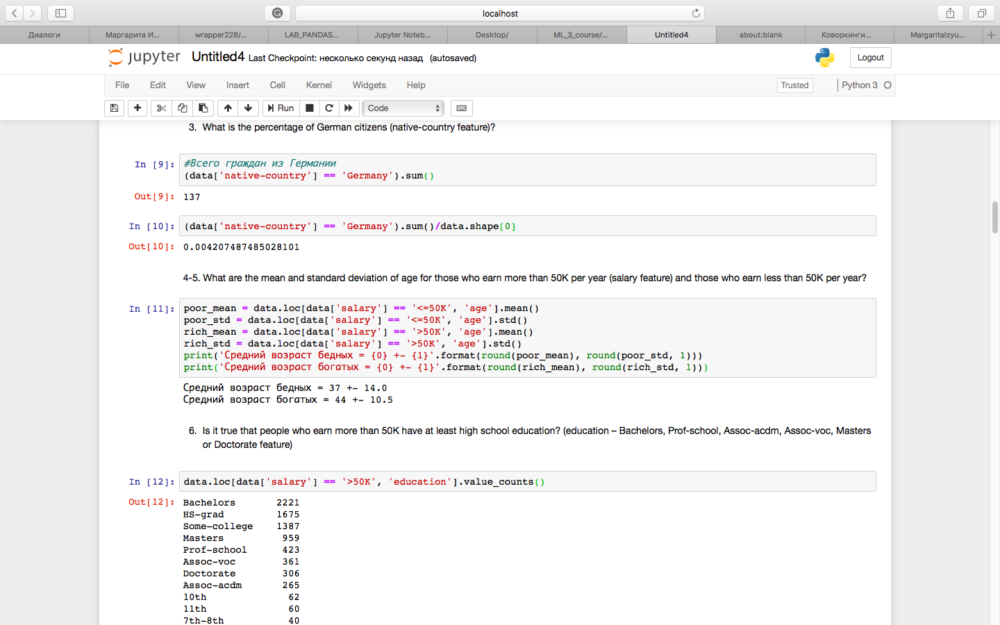 localhost
Диалоги
Маргарита И...
wrapper228/...
LAB_PANDAS...
Jupyter Noteb...
Desktop/
ML_3_course/...
Untitled4
about:blank
Коворкинги...
Margaritalzyu...
jupyter Untitled4 Last Checkpoint: несколько секунд назад (autosaved)
Logout
File Edit View Insert Cell Kernel Widgets Help
Trusted
Python 3
Run
Code
3. What is the percentage of German citizens (native-country feature)?
In [9]: #Всего граждан из Германии
(data['native-country'] == 'Germany').sum()
Out[9]: 137
In [10]: (data['native-country'] == 'Germany').sum()/data.shape[0]
Out[10]: 0.004207487485028101
4-5. What are the mean and standard deviation of age for those who earn more than 50K per year (salary feature) and those who earn less than 50K per year?
In [11]: poor_mean = data.loc[data['salary'] == '<=50K', 'age'].mean()
poor_std = data.loc[data['salary'] == '<=50K', 'age'].std()
rich_mean = data.loc[data['salary'] == '>50K', 'age'].mean()
rich_std = data.loc[data['salary'] == '>50K', 'age'].std()
print('Средний возраст бедных = {0} +- {1}'.format(round(poor_mean), round(poor_std, 1)))
print('Средний возраст богатых = {0} +- {1}'.format(round(rich_mean), round(rich_std, 1)))
Средний возраст бедных = 37 +- 14.0
Средний возраст богатых = 44 +- 10.5
6. Is it true that people who earn more than 50K have at least high school education? (education – Bachelors, Prof-school, Assoc-acdm, Assoc-voc, Masters
or Doctorate feature)
In [12]: data.loc[data['salary'] == '>50K', 'education'].value_counts()
Out[12]: Bachelors 2221
HS-grad 1675
Some-college 1387
Masters 959
Prof-school 423
Assoc-voc 361
Doctorate 306
Assoc-acdm 265
10th 62
11th 60
7th-8th 40